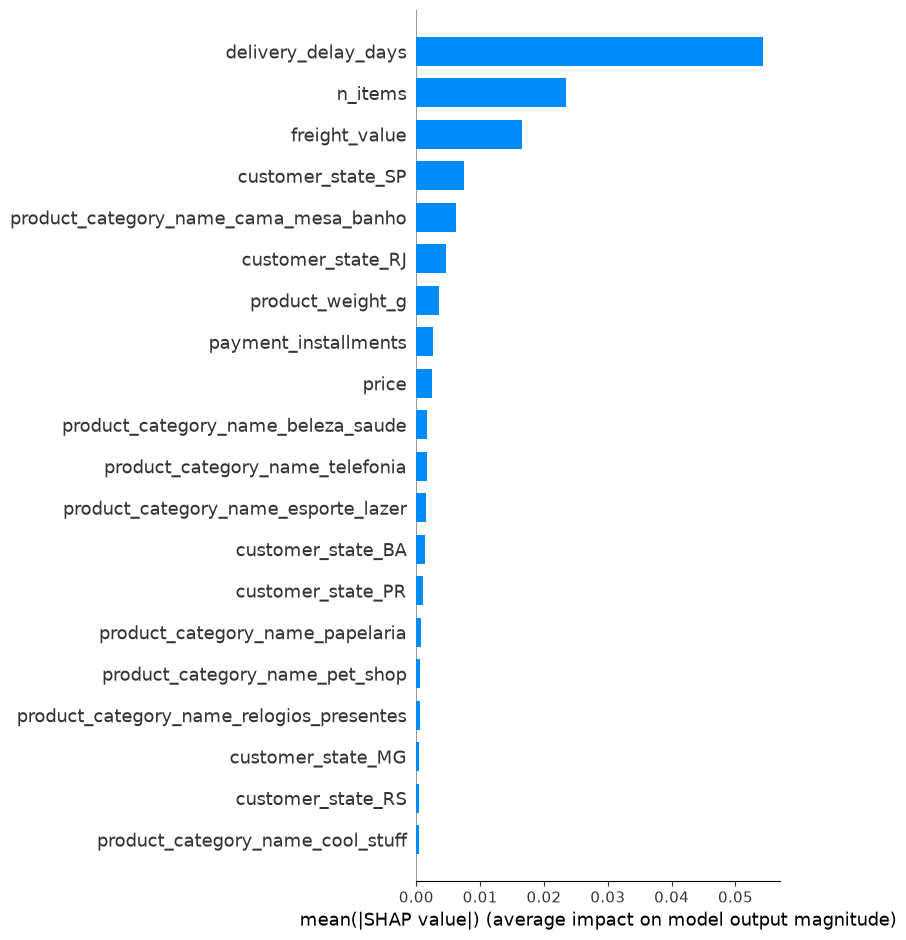 delivery_delay_days
n_items
freight_value
customer_state_SP
product_category_name_cama_mesa_banho
customer_state_RJ
product_weight_g
payment_installments
price
product_category_name_beleza_saude
product_category_name_telefonia
product_category_name_esporte_lazer
customer_state_BA
customer_state_PR
product_category_name_papelaria
product_category_name_pet_shop
product_category_name_relogios_presentes
customer_state_MG
customer_state_RS
product_category_name_cool_stuff
0.00 0.01 0.02 0.03 0.04 0.05
mean(|SHAP value|) (average impact on model output magnitude)